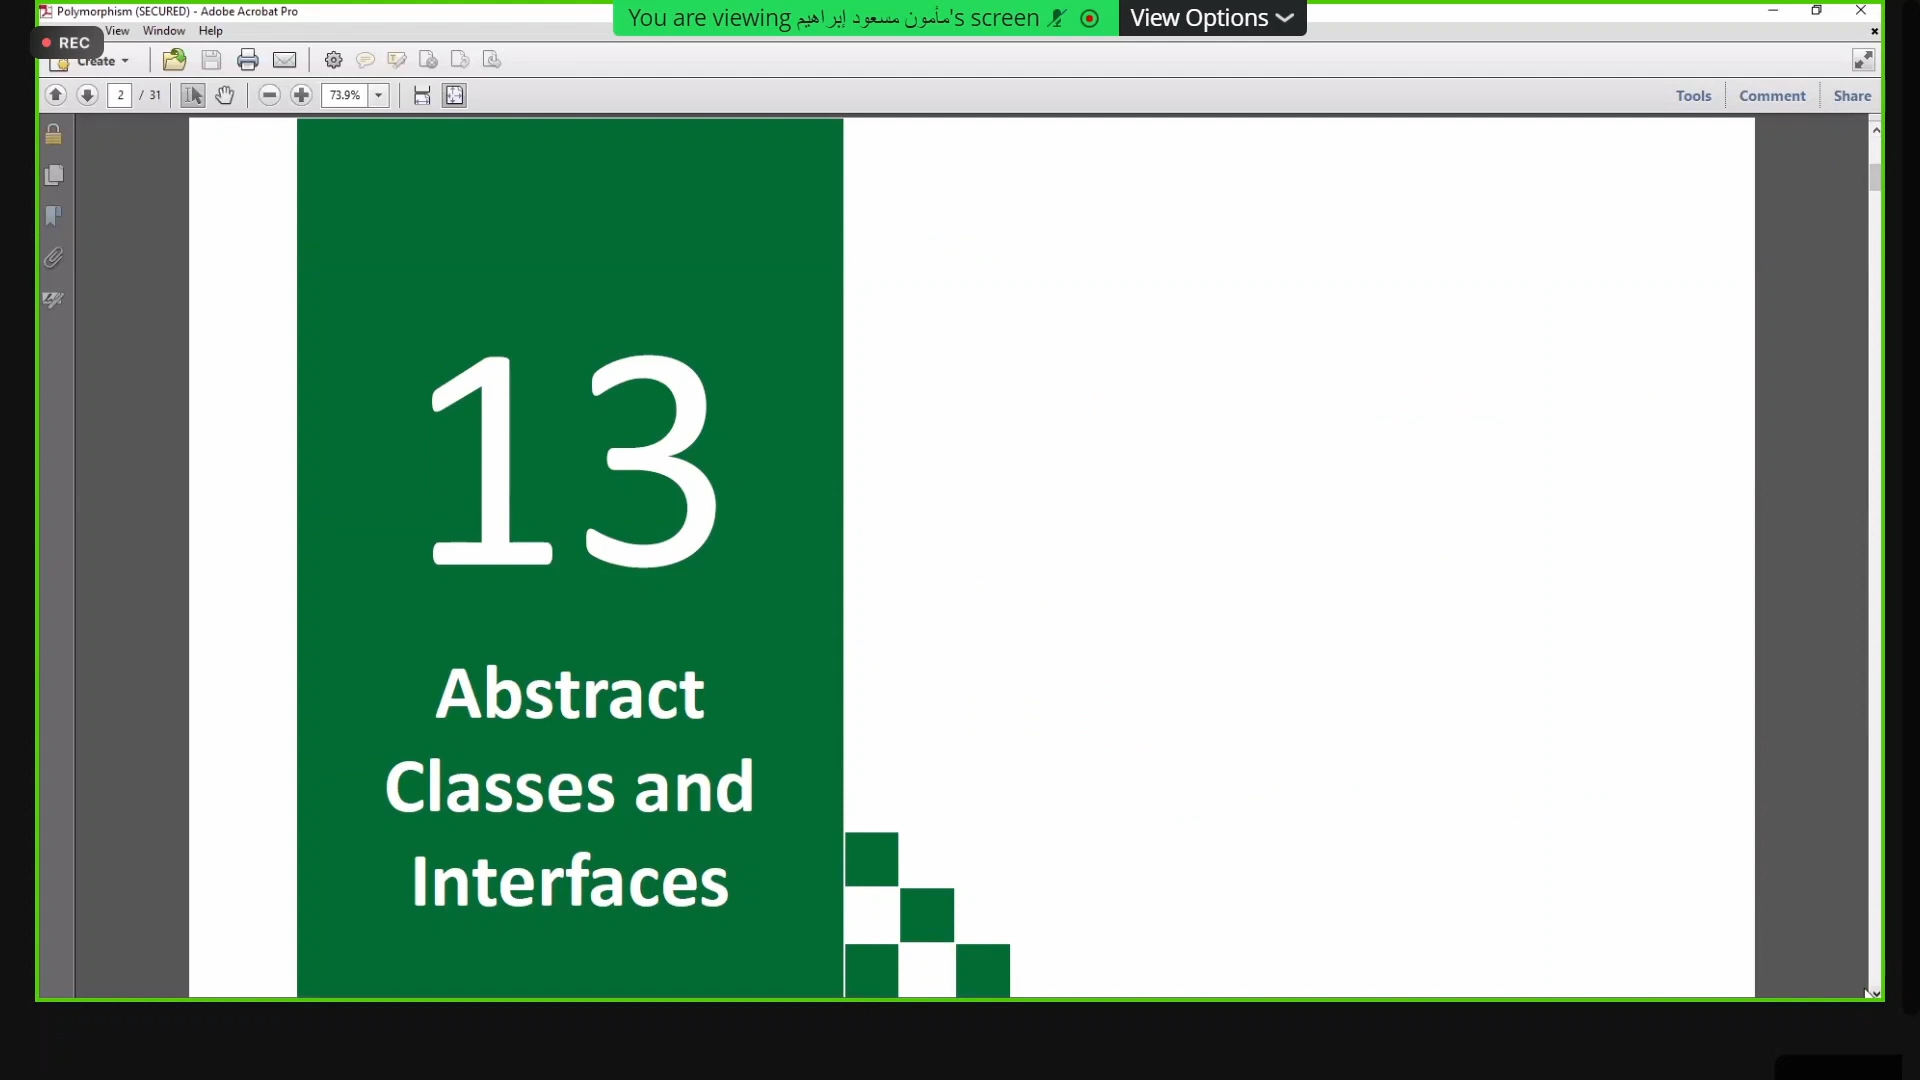 Polymorphism (SECURED) - Adobe Acrobat Pro
You are viewing مأمون مسعود إبراهيم's screen
View Options
REC
View Window Help
Create
2 / 31
73.9%
Tools
Comment
Share
13
Abstract
Classes and
Interfaces